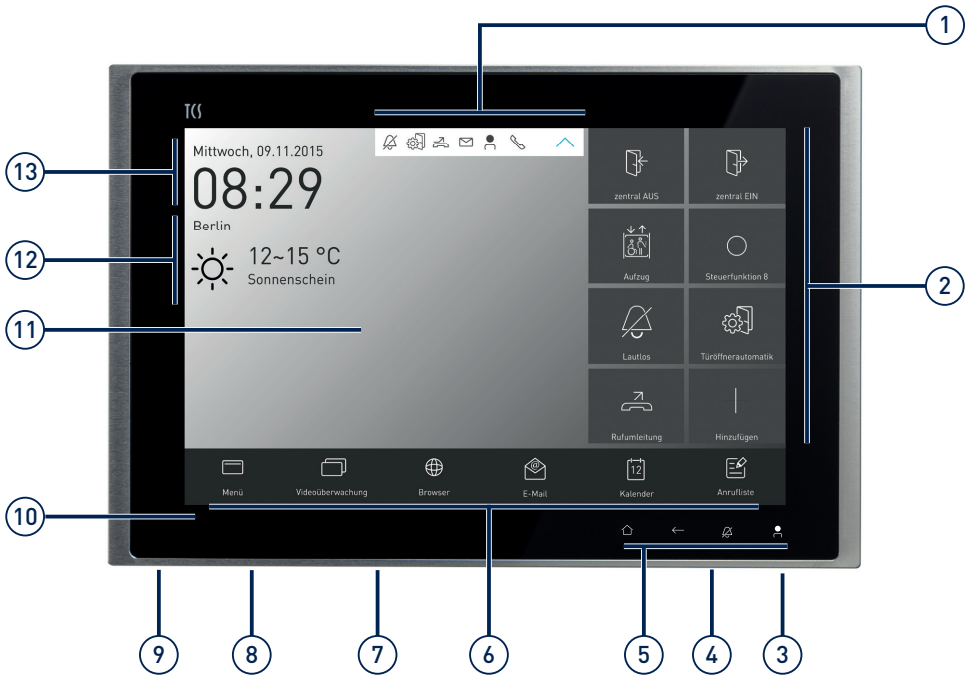 1
TCS
Mittwoch, 09.11.2015
08:29
Berlin
12~15 °C
Sonnenschein
zentral AUS
zentral EIN
Aufzug
Steuerfunktion 8
Lautlos
Türöffnerautomatik
Rufumleitung
Hinzufügen
13
12
11
2
@
12
Menü
Videoüberwachung
Browser
E-Mail
Kalender
Anrufliste
10
9
8
7
6
5
4
3